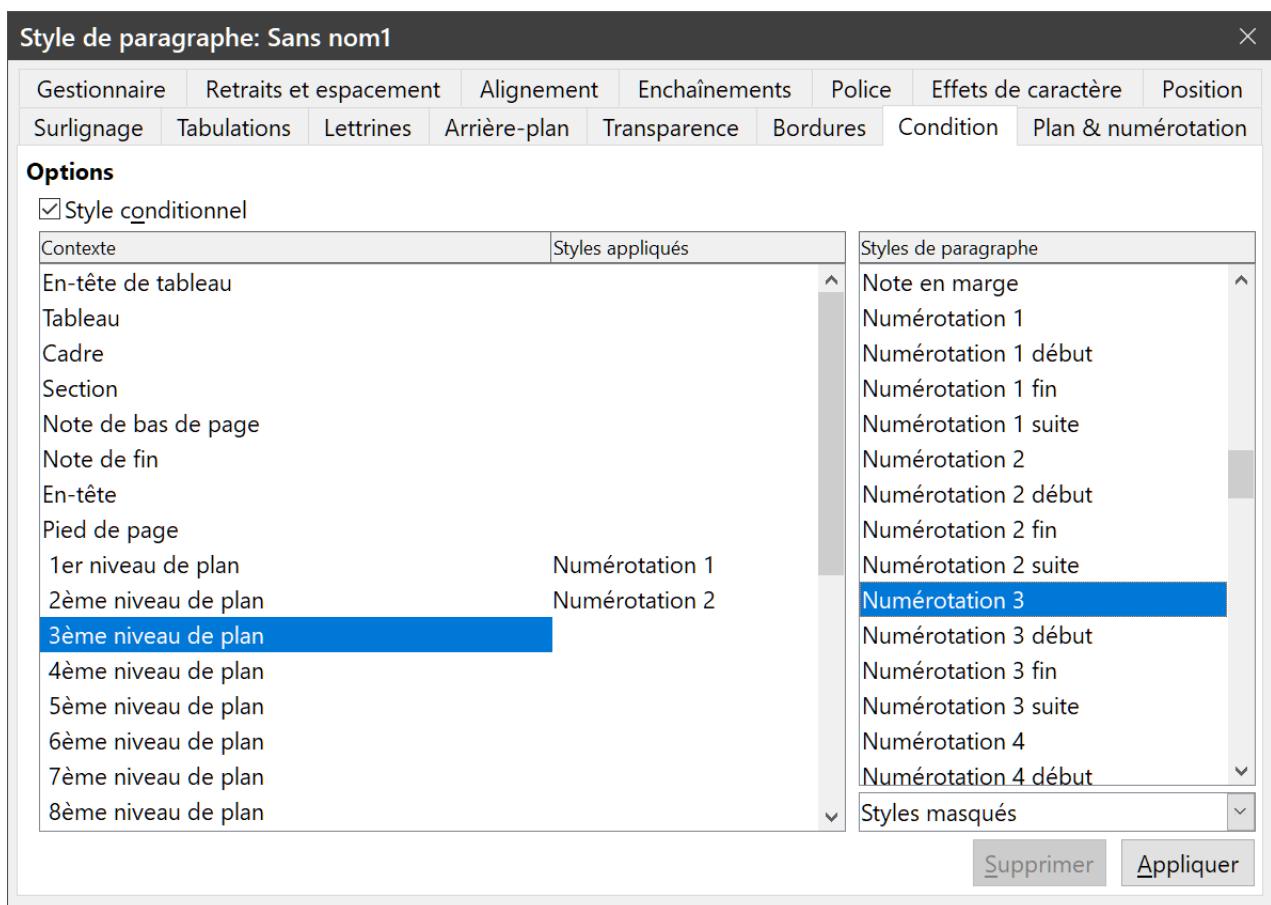 Style de paragraphe: Sans nom1
Gestionnaire Retraits et espacement Alignement Enchaînements Police Effets de caractère Position
Surlignage Tabulations Lettrines Arrière-plan Transparence Bordures Condition Plan & numérotation
Options
Style conditionnel
Contexte Styles appliqués
En-tête de tableau
Tableau
Cadre
Section
Note de bas de page
Note de fin
En-tête
Pied de page
1er niveau de plan Numérotation 1
2ème niveau de plan Numérotation 2
3ème niveau de plan
4ème niveau de plan
5ème niveau de plan
6ème niveau de plan
7ème niveau de plan
8ème niveau de plan
Styles de paragraphe
Note en marge
Numérotation 1
Numérotation 1 début
Numérotation 1 fin
Numérotation 1 suite
Numérotation 2
Numérotation 2 début
Numérotation 2 fin
Numérotation 2 suite
Numérotation 3
Numérotation 3 début
Numérotation 3 fin
Numérotation 3 suite
Numérotation 4
Numérotation 4 début
Styles masqués
Supprimer Appliquer